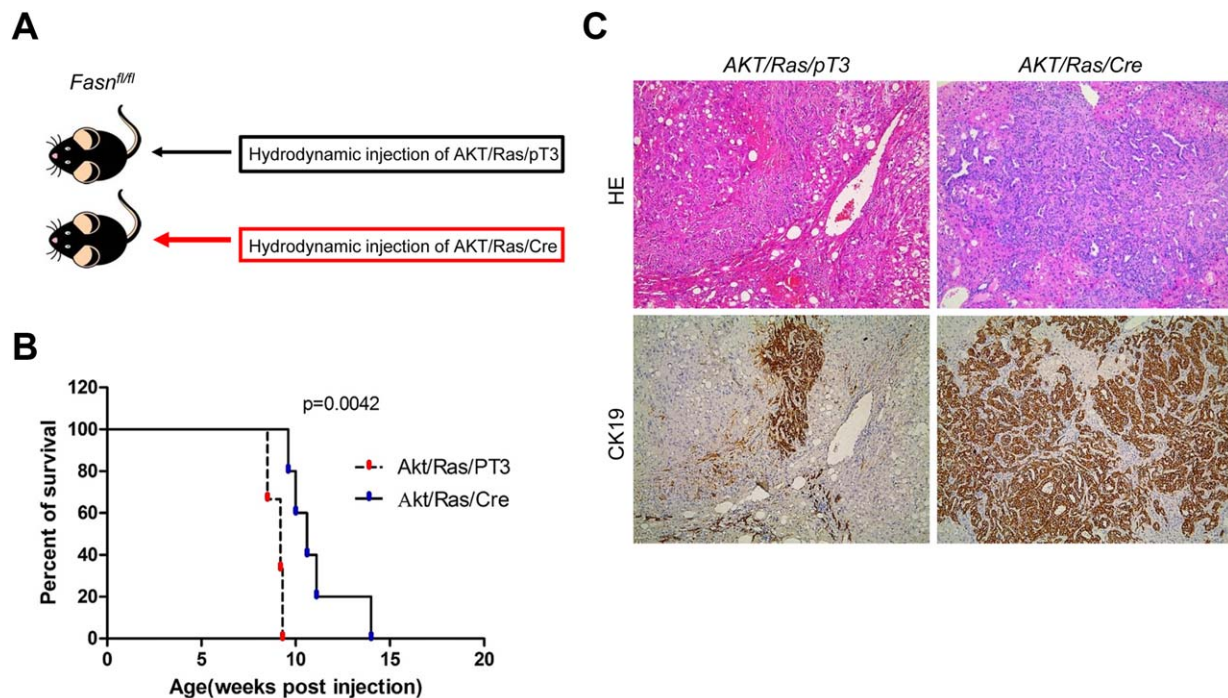 A
Fasn^fl/fl
Hydrodynamic injection of AKT/Ras/pT3
Hydrodynamic injection of AKT/Ras/Cre
B
120
100
80
60
40
20
0
0
5
10
15
20
Percent of survival
Age(weeks post injection)
p=0.0042
Akt/Ras/PT3
Akt/Ras/Cre
C
AKT/Ras/pT3
AKT/Ras/Cre
HE
CK19